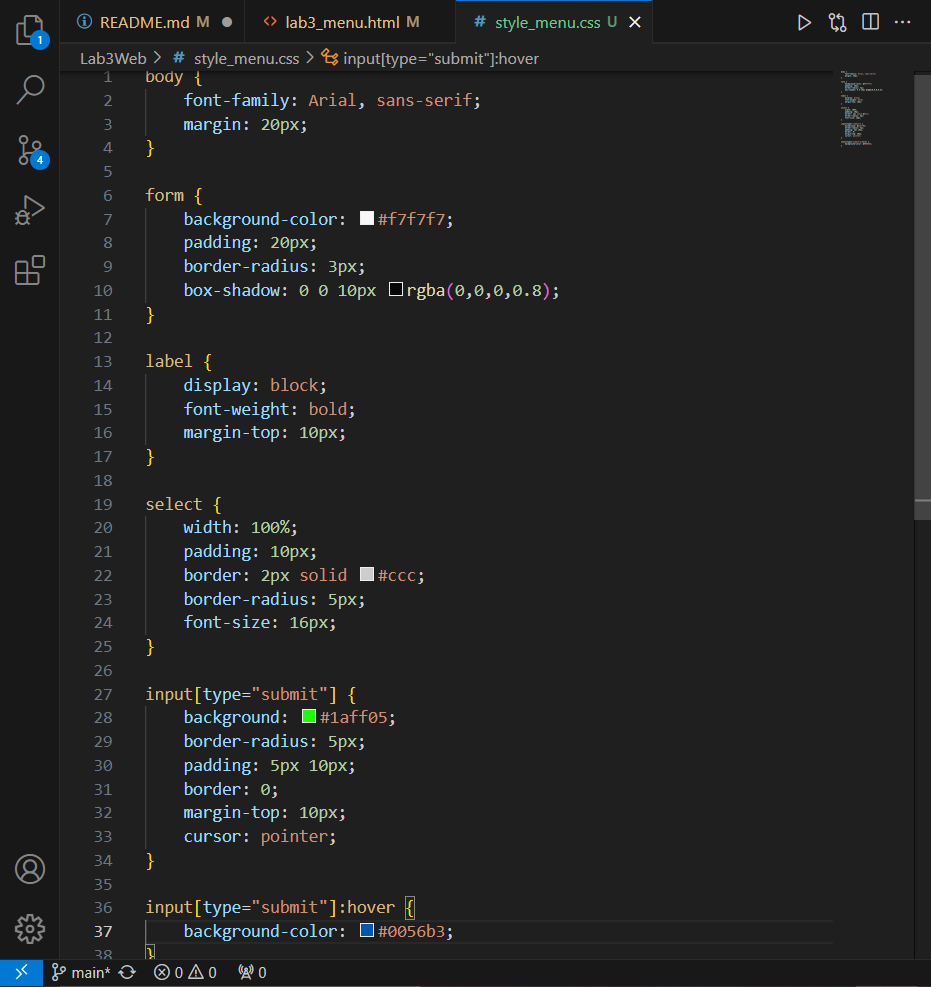 README.md M
lab3_menu.html M
# style_menu.css U
1
Lab3Web > # style_menu.css > input[type="submit"]:hover
1 body {
2 font-family: Arial, sans-serif;
3 margin: 20px;
4 }
5
6 form {
7 background-color: #f7f7f7;
8 padding: 20px;
9 border-radius: 3px;
10 box-shadow: 0 0 10px rgba(0,0,0,0.8);
11 }
12
13 label {
14 display: block;
15 font-weight: bold;
16 margin-top: 10px;
17 }
18
19 select {
20 width: 100%;
21 padding: 10px;
22 border: 2px solid #ccc;
23 border-radius: 5px;
24 font-size: 16px;
25 }
26
27 input[type="submit"] {
28 background: #1aff05;
29 border-radius: 5px;
30 padding: 5px 10px;
31 border: 0;
32 margin-top: 10px;
33 cursor: pointer;
34 }
35
36 input[type="submit"]:hover {
37 background-color: #0056b3;
38 }
4
main* 0 0 0